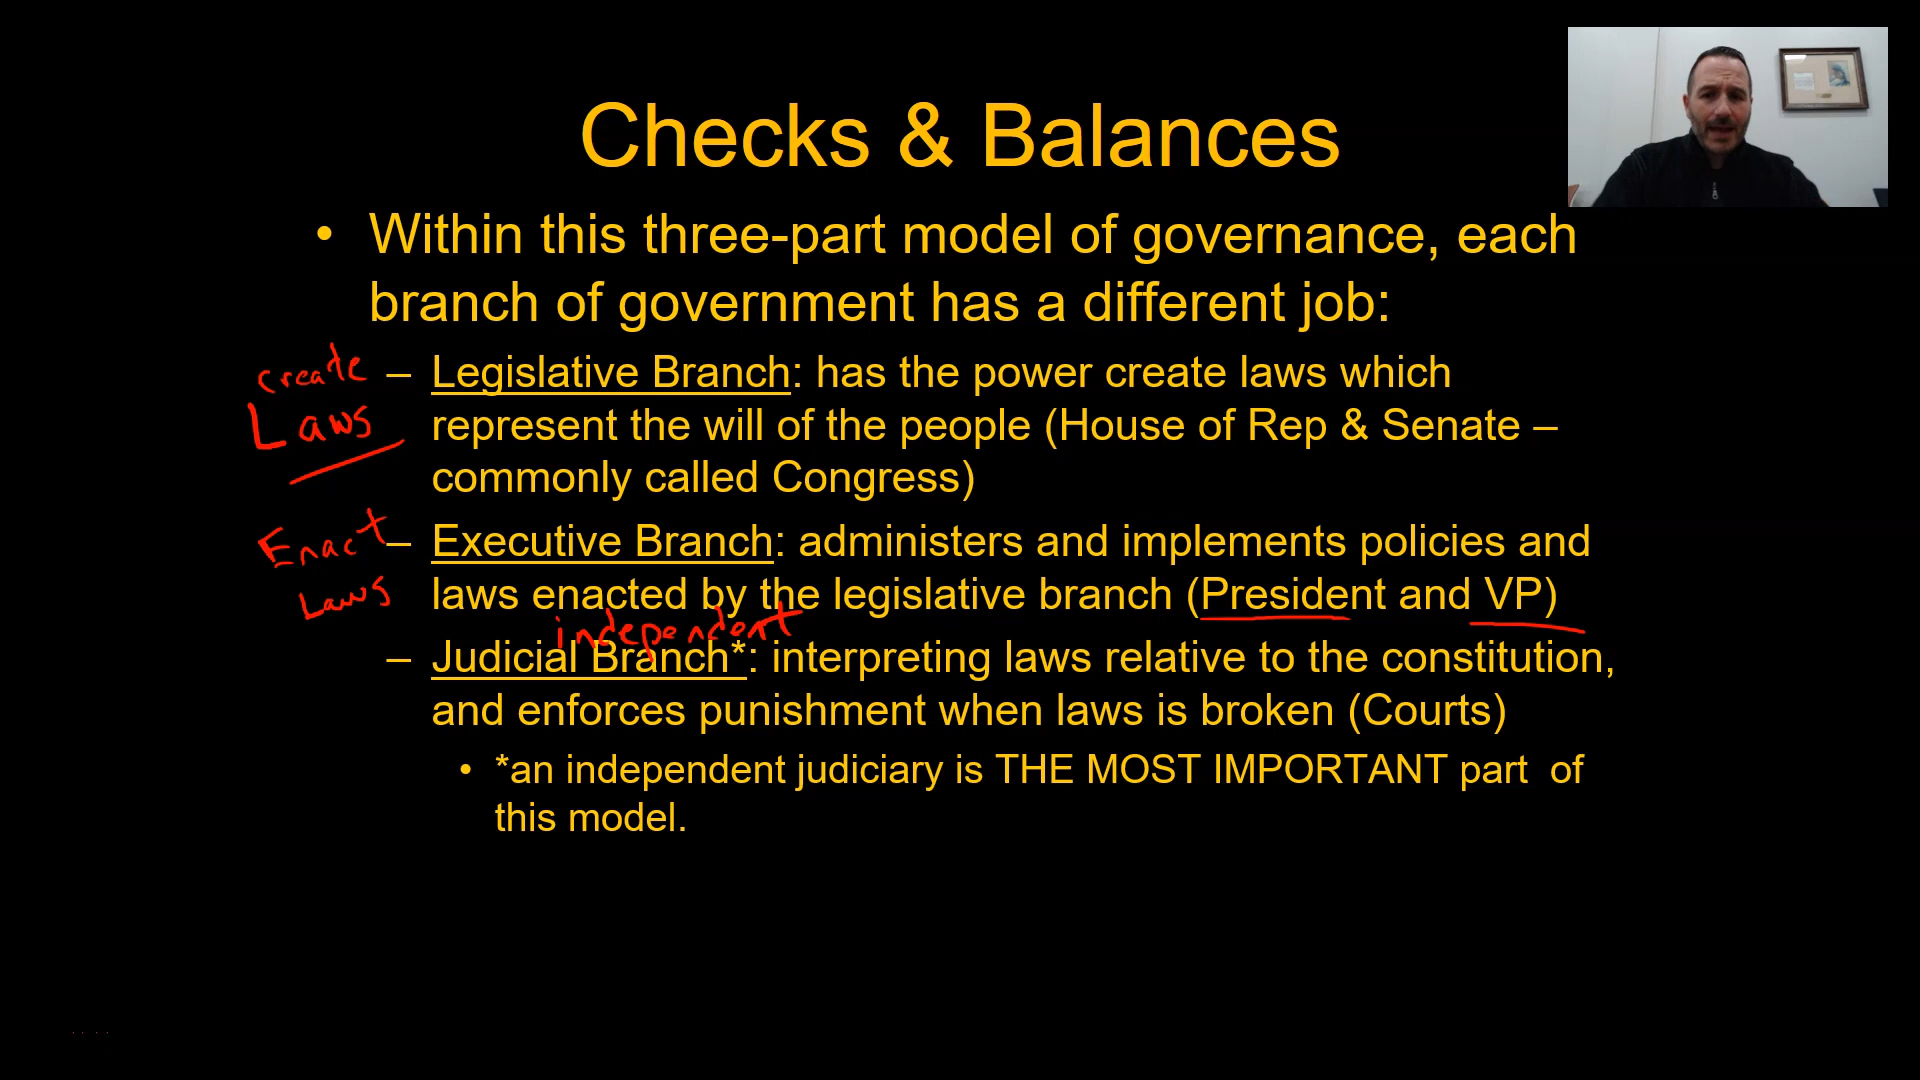 Checks & Balances
• Within this three-part model of governance, each
branch of government has a different job:
create
Laws
– Legislative Branch: has the power create laws which
represent the will of the people (House of Rep & Senate –
commonly called Congress)
Enact
Laws
– Executive Branch: administers and implements policies and
laws enacted by the legislative branch (President and VP)
independent
– Judicial Branch*: interpreting laws relative to the constitution,
and enforces punishment when laws is broken (Courts)
• *an independent judiciary is THE MOST IMPORTANT part  of
this model.